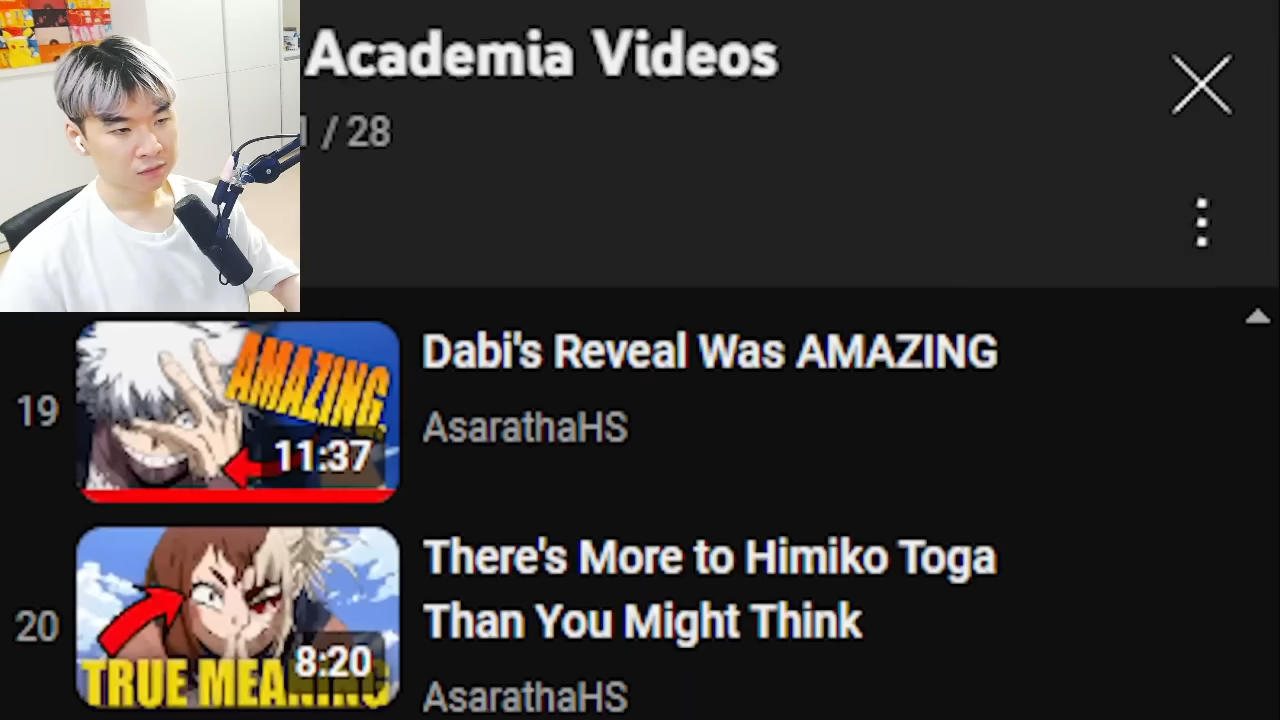 Academia Videos
/ 28
19
AMAZING
11:37
Dabi's Reveal Was AMAZING
AsarathaHS
20
TRUE
8:20
There's More to Himiko Toga
Than You Might Think
AsarathaHS